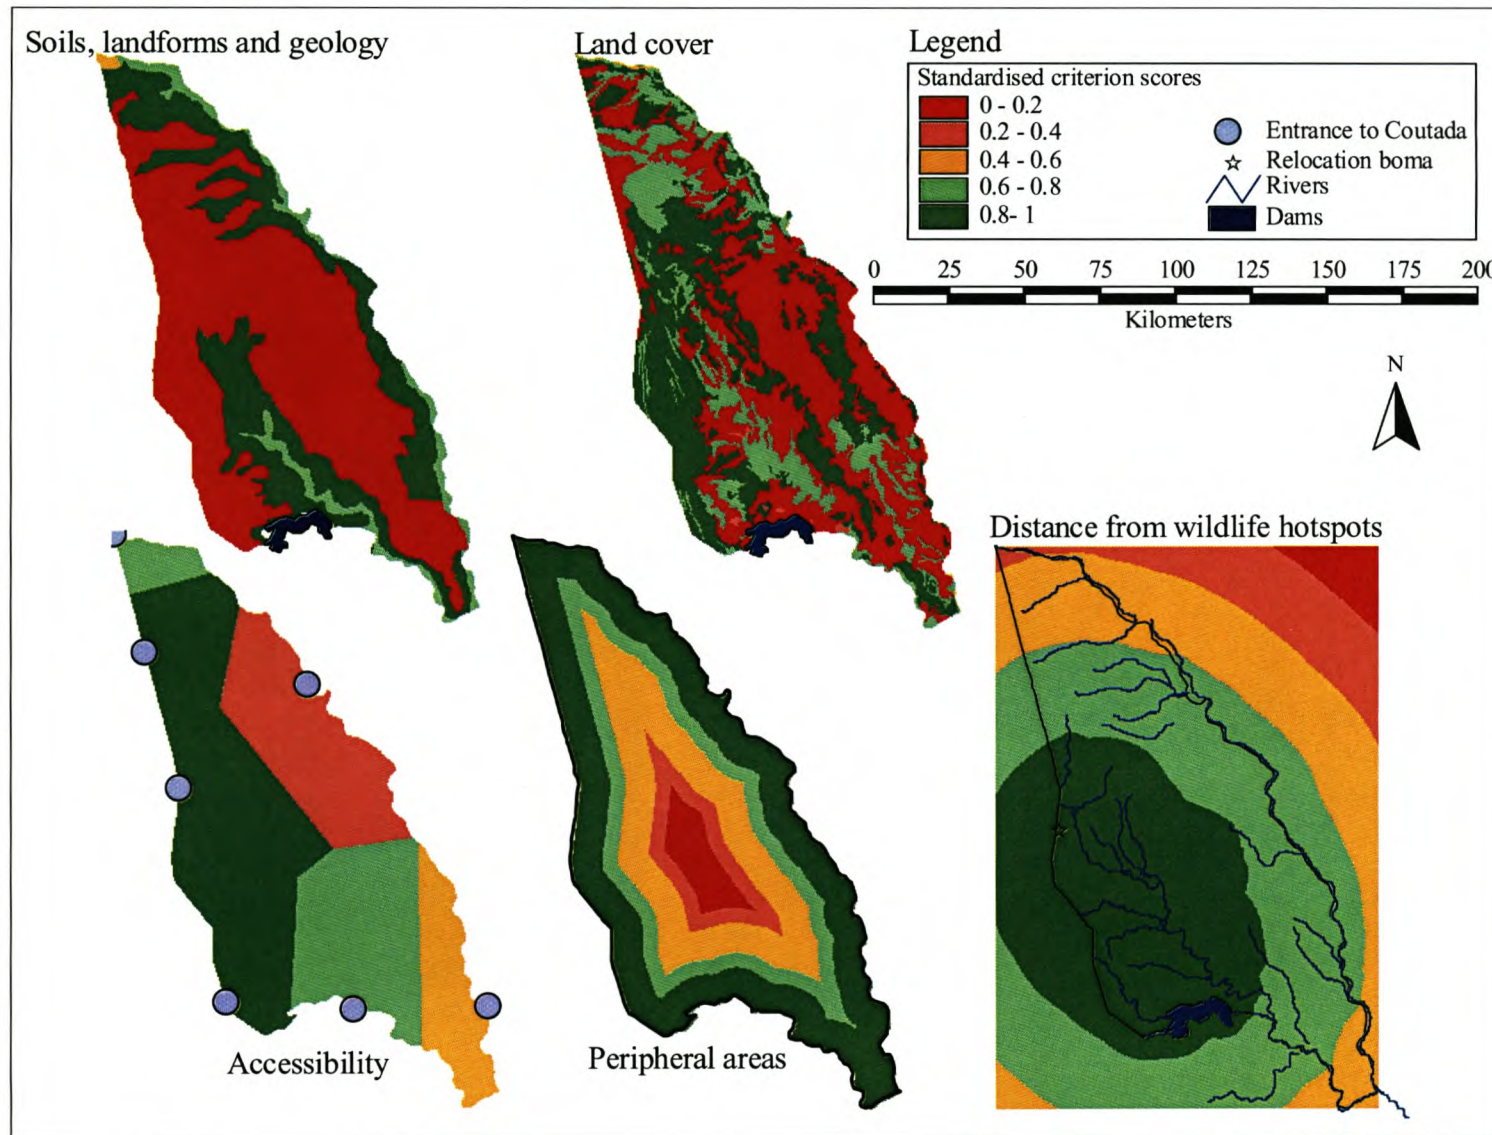 Soils, landforms and geology
Land cover
Legend
Standardised criterion scores
0 - 0.2
0.2 - 0.4
0.4 - 0.6
0.6 - 0.8
0.8- 1
Entrance to Coutada
Relocation boma
Rivers
Dams
0 25 50 75 100 125 150 175 200
Kilometers
N
Distance from wildlife hotspots
Accessibility
Peripheral areas